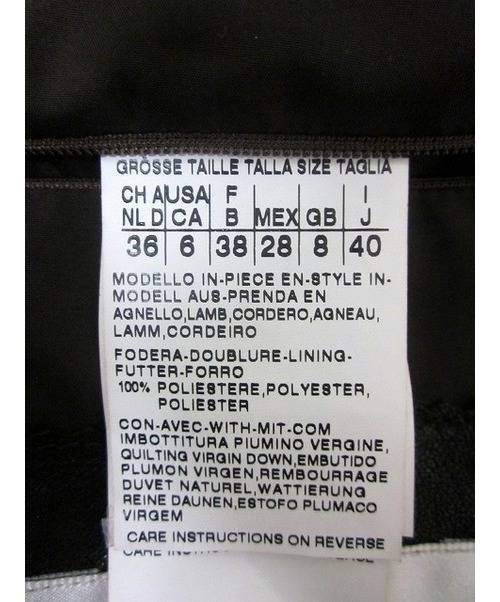 GRÖSSE TAILLE TALLA SIZE TAGLIA
CH A USA F I
NL D CA B MEX GB J
36 6 38 28 8 40
MODELLO IN-PIECE EN-STYLE IN-
MODELL AUS-PRENDA EN
AGNELLO,LAMB,CORDERO,AGNEAU,
LAMM,CORDEIRO
FODERA-DOUBLURE-LINING-
FUTTER-FORRO
100% POLIESTERE,POLYESTER,
POLIESTER
CON-AVEC-WITH-MIT-COM
IMBOTTITURA PIUMINO VERGINE,
QUILTING VIRGIN DOWN,EMBUTIDO
PLUMON VIRGEN,REMBOURRAGE
DUVET NATUREL,WATTIERUNG
REINE DAUNEN,ESTOFO PLUMACO
VIRGEM
CARE INSTRUCTIONS ON REVERSE